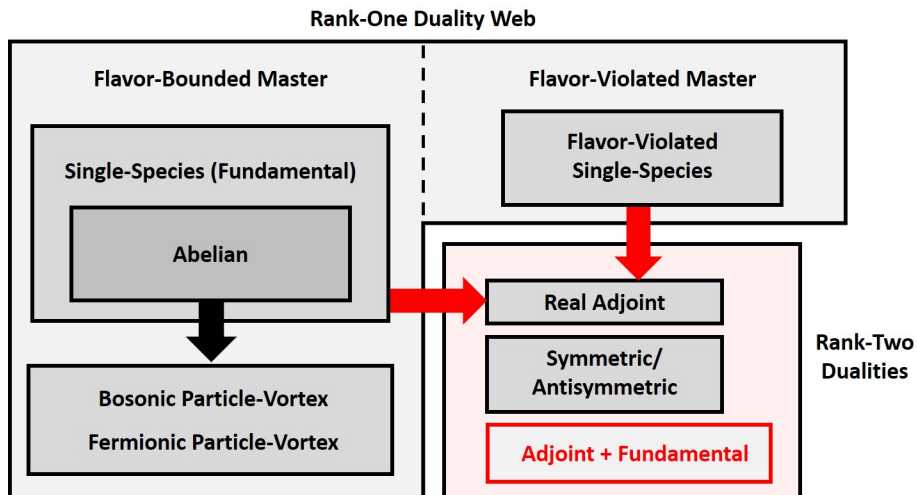 Rank-One Duality Web
Flavor-Bounded Master
Flavor-Violated Master
Single-Species (Fundamental)
Abelian
Flavor-Violated
Single-Species
Bosonic Particle-Vortex
Fermionic Particle-Vortex
Real Adjoint
Symmetric/
Antisymmetric
Adjoint + Fundamental
Rank-Two
Dualities